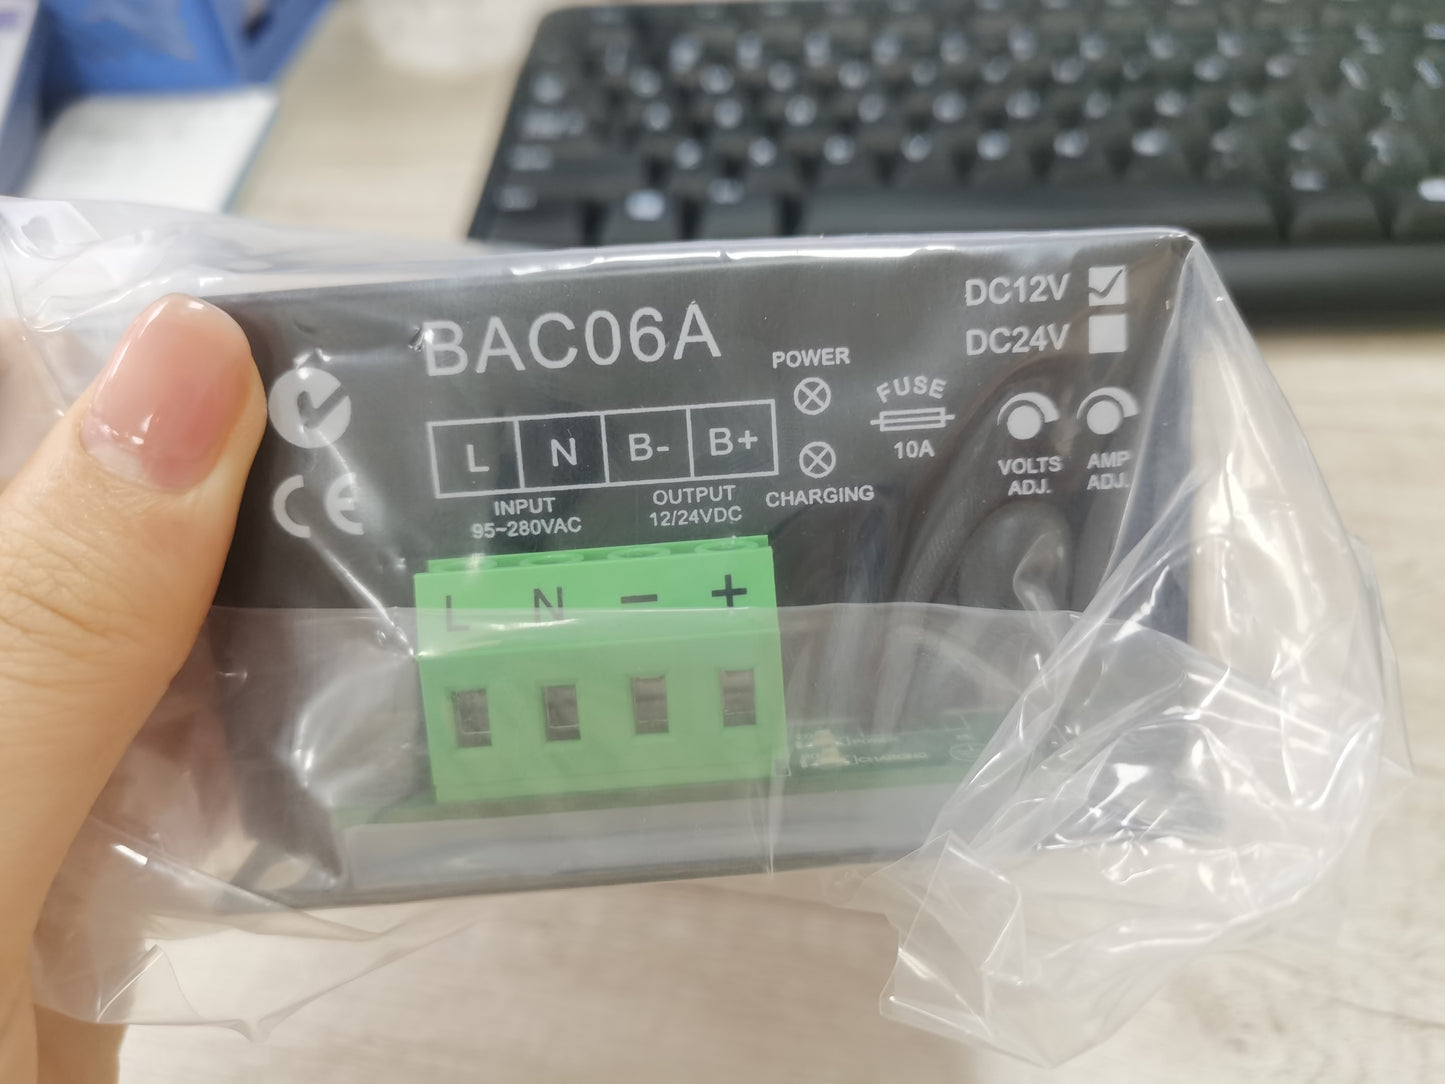 BAC06A
DC12V
DC24V
POWER
FUSE
10A
L N B- B+
INPUT
95~280VAC
OUTPUT
12/24VDC
CHARGING
VOLTS
ADJ.
AMP
ADJ.
CE
L N − +